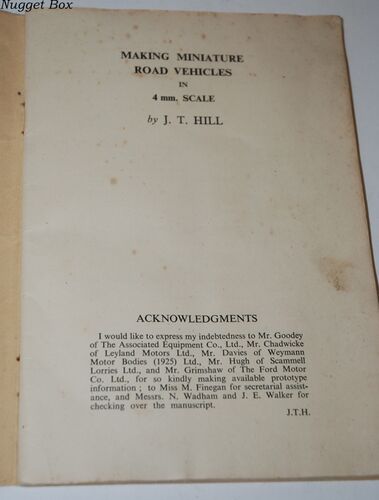 Nugget Box
MAKING MINIATURE
ROAD VEHICLES
IN
4 mm. SCALE
by J. T. HILL
ACKNOWLEDGMENTS
I would like to express my indebtedness to Mr. Goodey
of The Associated Equipment Co., Ltd., Mr. Chadwicke
of Leyland Motors Ltd., Mr. Davies of Weymann
Motor Bodies (1925) Ltd., Mr. Hugh of Scammell
Lorries Ltd., and Mr. Grimshaw of The Ford Motor
Co. Ltd., for so kindly making available prototype
information ; to Miss M. Finegan for secretarial assist-
ance, and Messrs. N. Wadham and J. E. Walker for
checking over the manuscript.
J.T.H.